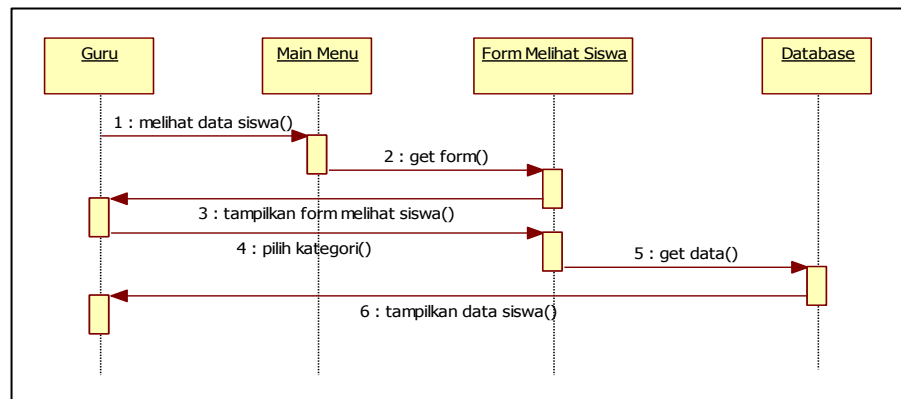 Guru
Main Menu
Form Melihat Siswa
Database
1 : melihat data siswa()
2 : get form()
3 : tampilkan form melihat siswa()
4 : pilih kategori()
5 : get data()
6 : tampilkan data siswa()